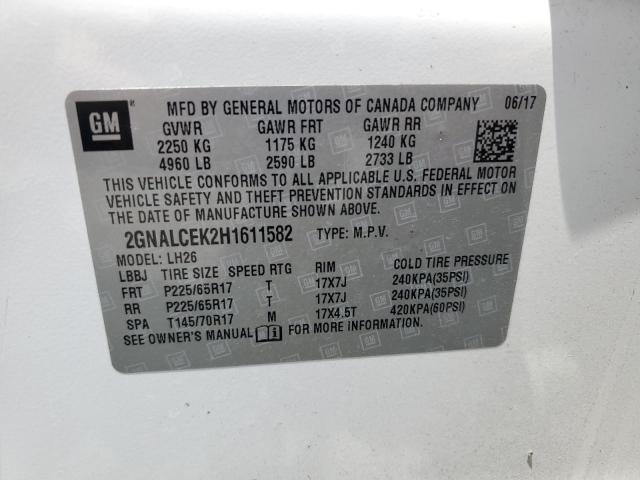 GM ® MFD BY GENERAL MOTORS OF CANADA COMPANY 06/17
GVWR GAWR FRT GAWR RR
2250 KG 1175 KG 1240 KG
4960 LB 2590 LB 2733 LB
THIS VEHICLE CONFORMS TO ALL APPLICABLE U.S. FEDERAL MOTOR
VEHICLE SAFETY AND THEFT PREVENTION STANDARDS IN EFFECT ON
THE DATE OF MANUFACTURE SHOWN ABOVE.
2GNALCEK2H1611582 TYPE: M.P.V.
MODEL: LH26
LBBJ TIRE SIZE SPEED RTG RIM COLD TIRE PRESSURE
FRT P225/65R17 T 17X7J 240KPA(35PSI)
RR P225/65R17 T 17X7J 240KPA(35PSI)
SPA T145/70R17 M 17X4.5T 420KPA(60PSI)
SEE OWNER'S MANUAL FOR MORE INFORMATION.